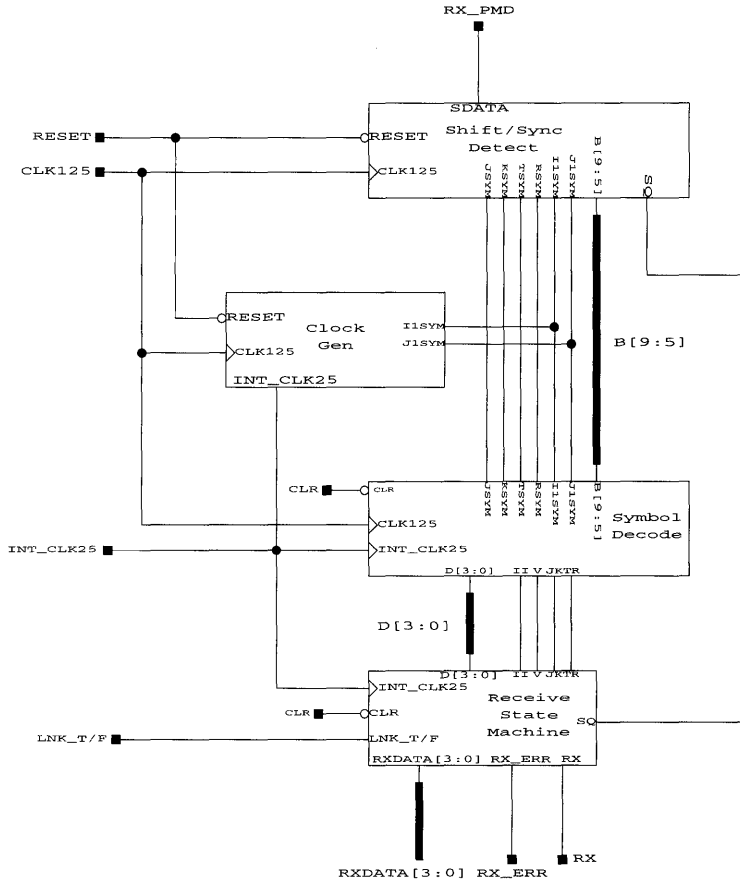 RX_PMD
SDATA
RESET
RESET
Shift/Sync
Detect
CLK125
CLK125
JSYM
KSYM
TSYM
RSYM
I1SYM
J1SYM
B[9:5]
SQ
RESET
Clock
Gen
I1SYM
J1SYM
CLK125
INT_CLK25
B[9:5]
CLR
CLR
JSYM
KSYM
TSYM
RSYM
I1SYM
J1SYM
B[9:5]
Symbol
Decode
CLK125
INT_CLK25
INT_CLK25
D[3:0] II V JKTR
D[3:0]
D[3:0] II V JKTR
INT_CLK25
Receive
State
Machine
CLR
CLR
SQ
LNK_T/F
LNK_T/F
RXDATA[3:0] RX_ERR RX
RX
RXDATA[3:0] RX_ERR